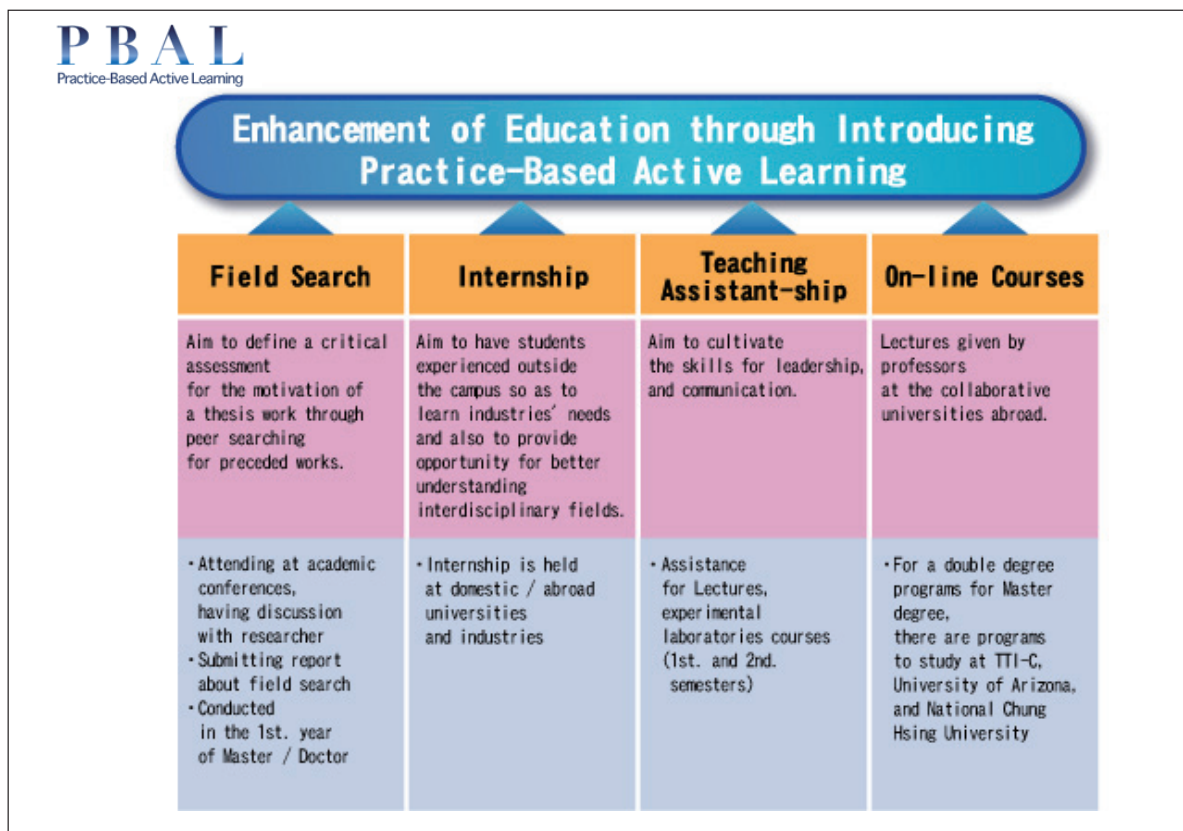 PBAL
Practice-Based Active Learning
Enhancement of Education through Introducing
Practice-Based Active Learning
Field Search
Aim to define a critical
assessment
for the motivation of
a thesis work through
peer searching
for preceded works.
・Attending at academic
conferences,
having discussion
with researcher
・Submitting report
about field search
・Conducted
in the 1st. year
of Master / Doctor
Internship
Aim to have students
experienced outside
the campus so as to
learn industries' needs
and also to provide
opportunity for better
understanding
interdisciplinary fields.
・Internship is held
at domestic / abroad
universities
and industries
Teaching
Assistant-ship
Aim to cultivate
the skills for leadership,
and communication.
・Assistance
for Lectures,
experimental
laboratories courses
(1st. and 2nd.
semesters)
On-line Courses
Lectures given by
professors
at the collaborative
universities abroad.
・For a double degree
programs for Master
degree,
there are programs
to study at TTI-C,
University of Arizona,
and National Chung
Hsing University